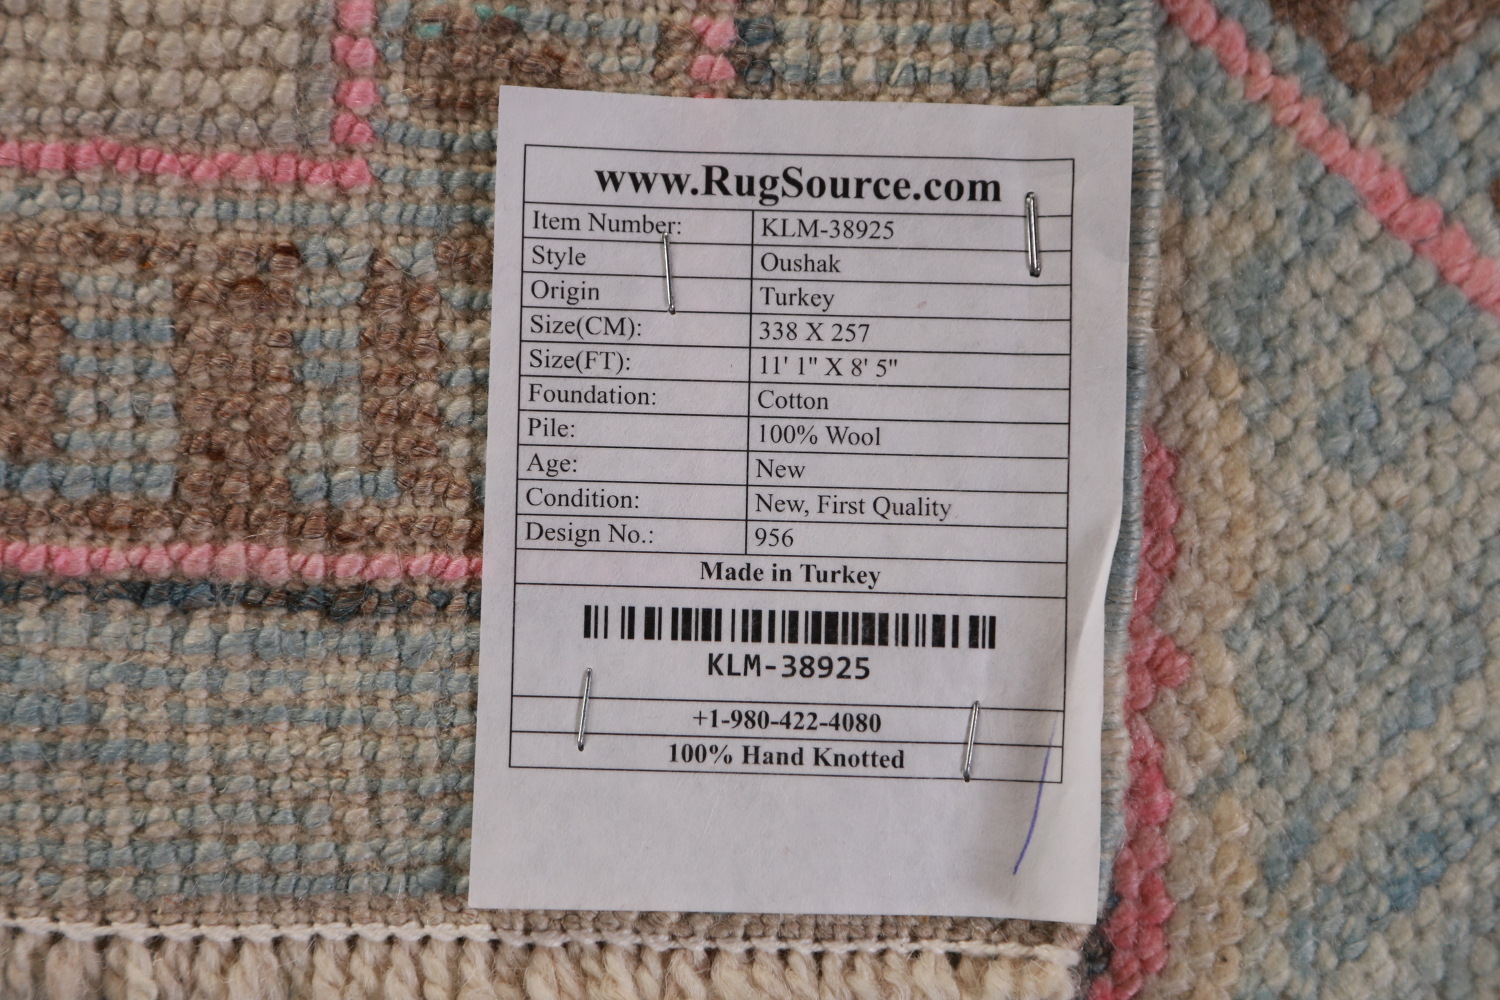 www.RugSource.com
Item Number: KLM-38925
Style Oushak
Origin Turkey
Size(CM): 338 X 257
Size(FT): 11' 1" X 8' 5"
Foundation: Cotton
Pile: 100% Wool
Age: New
Condition: New, First Quality
Design No.: 956
Made in Turkey
KLM-38925
+1-980-422-4080
100% Hand Knotted